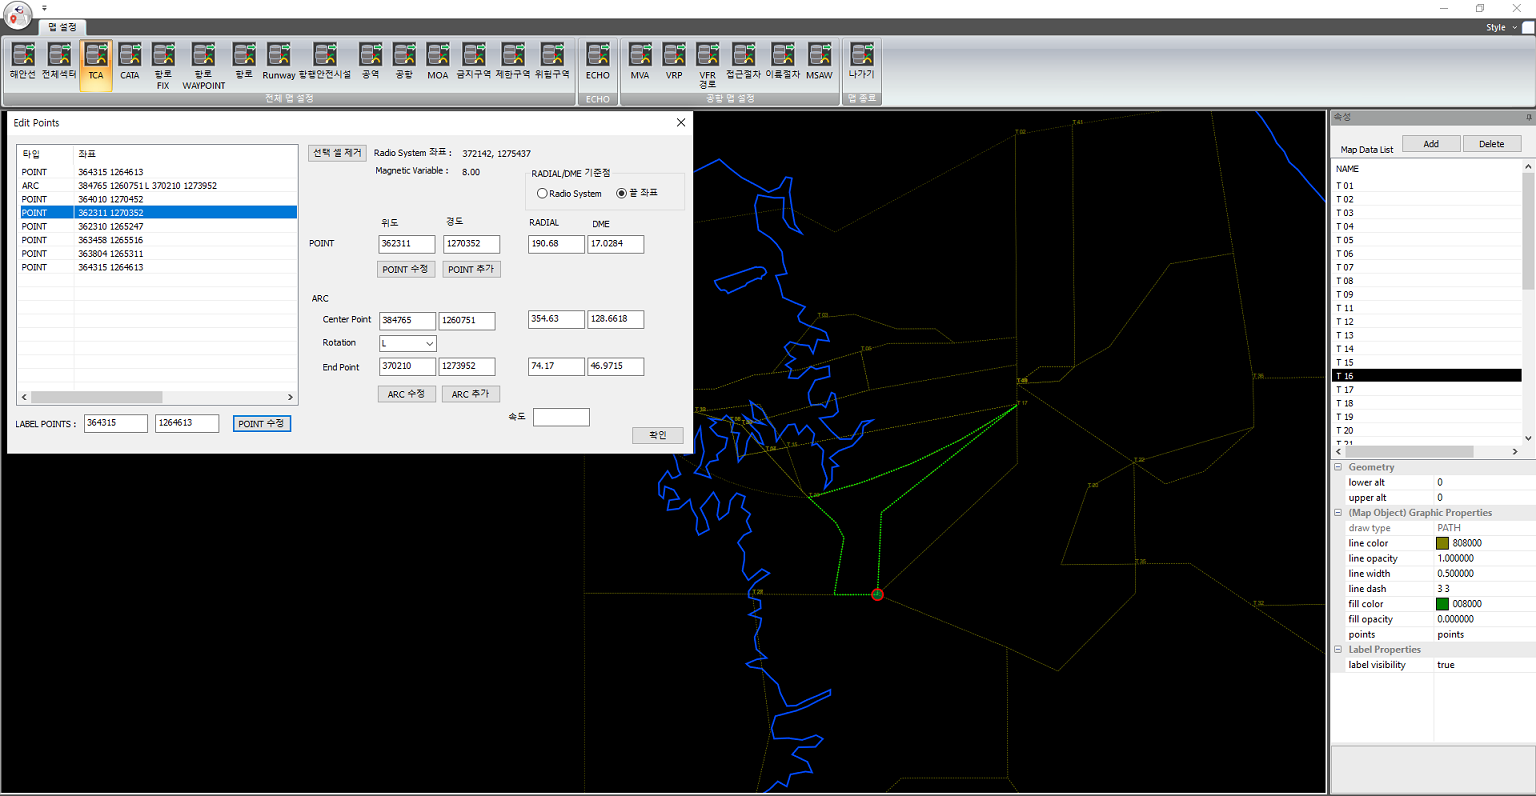 맵 설정
Style
해안선
전체섹터
TCA
CATA
항로
FIX
항로
WAYPOINT
항로
Runway
항행안전시설
공역
공항
MOA
금지구역
제한구역
위험구역
전체 맵 설정
ECHO
ECHO
MVA
VRP
VFR
경로
접근절차
이륙절차
MSAW
공항 맵 설정
나가기
맵 종료
Edit Points
타입 좌표
POINT 364315 1264613
ARC 384765 1260751 L 370210 1273952
POINT 364010 1270452
POINT 362311 1270352
POINT 362310 1265247
POINT 363458 1265516
POINT 363804 1265311
POINT 364315 1264613
선택 셀 제거
Radio System 좌표 : 372142, 1275437
Magnetic Variable : 8.00
RADIAL/DME 기준점
Radio System 끝 좌표
위도 경도 RADIAL DME
POINT 362311 1270352 190.68 17.0284
POINT 수정 POINT 추가
ARC
Center Point 384765 1260751 354.63 128.6618
Rotation L
End Point 370210 1273952 74.17 46.9715
ARC 수정 ARC 추가
속도
확인
LABEL POINTS : 364315 1264613 POINT 수정
T 41
T 17
T 22
T 28
T 32
속성
Map Data List Add Delete
NAME
T 01
T 02
T 03
T 04
T 05
T 06
T 07
T 08
T 09
T 11
T 12
T 13
T 14
T 15
T 16
T 17
T 18
T 19
T 20
T 21
Geometry
lower alt 0
upper alt 0
(Map Object) Graphic Properties
draw type PATH
line color 808000
line opacity 1.000000
line width 0.500000
line dash 3 3
fill color 008000
fill opacity 0.000000
points points
Label Properties
label visibility true